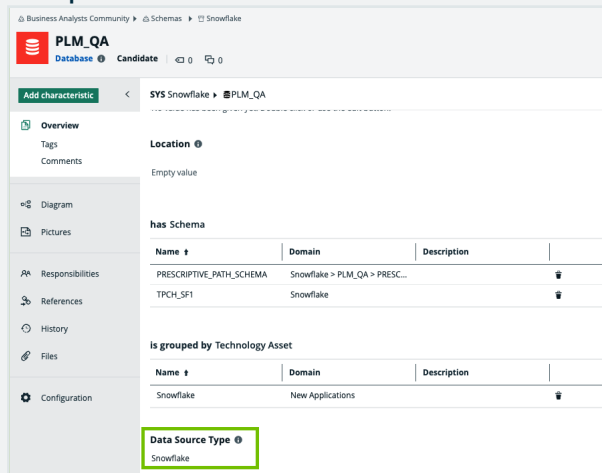 Business Analysts Community ▸ Schemas ▸ Snowflake
PLM_QA
Database Candidate 0 0
Add characteristic <
SYS Snowflake ▸ PLM_QA
Overview
Tags
Comments
Diagram
Pictures
Responsibilities
References
History
Files
Configuration
Location
Empty value
has Schema
Name ↑ Domain Description
PRESCRIPTIVE_PATH_SCHEMA Snowflake > PLM_QA > PRESC...
TPCH_SF1 Snowflake
is grouped by Technology Asset
Name ↑ Domain Description
Snowflake New Applications
Data Source Type
Snowflake